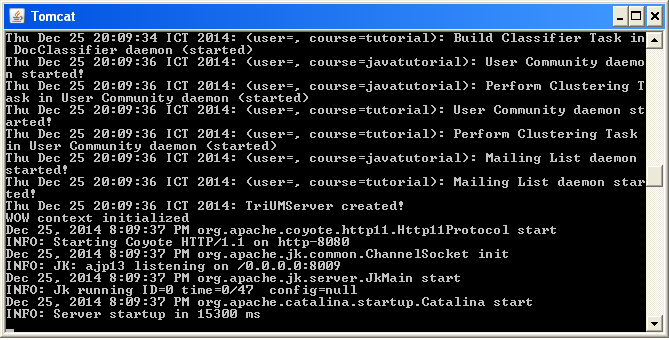 Tomcat
Thu Dec 25 20:09:34 ICT 2014: (user=, course=tutorial): Build Classifier Task in
 DocClassifier daemon (started)
Thu Dec 25 20:09:36 ICT 2014: (user=, course=javatutorial): User Community daemo
n started!
Thu Dec 25 20:09:36 ICT 2014: (user=, course=javatutorial): Perform Clustering T
ask in User Community daemon (started)
Thu Dec 25 20:09:36 ICT 2014: (user=, course=tutorial): User Community daemon st
arted!
Thu Dec 25 20:09:36 ICT 2014: (user=, course=tutorial): Perform Clustering Task
in User Community daemon (started)
Thu Dec 25 20:09:36 ICT 2014: (user=, course=javatutorial): Mailing List daemon
started!
Thu Dec 25 20:09:36 ICT 2014: (user=, course=tutorial): Mailing List daemon star
ted!
Thu Dec 25 20:09:36 ICT 2014: TriUMServer created!
WOW context initialized
Dec 25, 2014 8:09:37 PM org.apache.coyote.http11.Http11Protocol start
INFO: Starting Coyote HTTP/1.1 on http-8080
Dec 25, 2014 8:09:37 PM org.apache.jk.common.ChannelSocket init
INFO: JK: ajp13 listening on /0.0.0.0:8009
Dec 25, 2014 8:09:37 PM org.apache.jk.server.JkMain start
INFO: Jk running ID=0 time=0/47  config=null
Dec 25, 2014 8:09:37 PM org.apache.catalina.startup.Catalina start
INFO: Server startup in 15300 ms